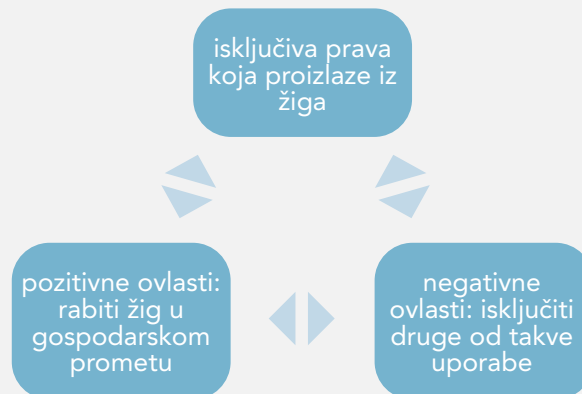 isključiva prava
koja proizlaze iz
žiga
pozitivne ovlasti:
rabiti žig u
gospodarskom
prometu
negativne
ovlasti: isključiti
druge od takve
uporabe